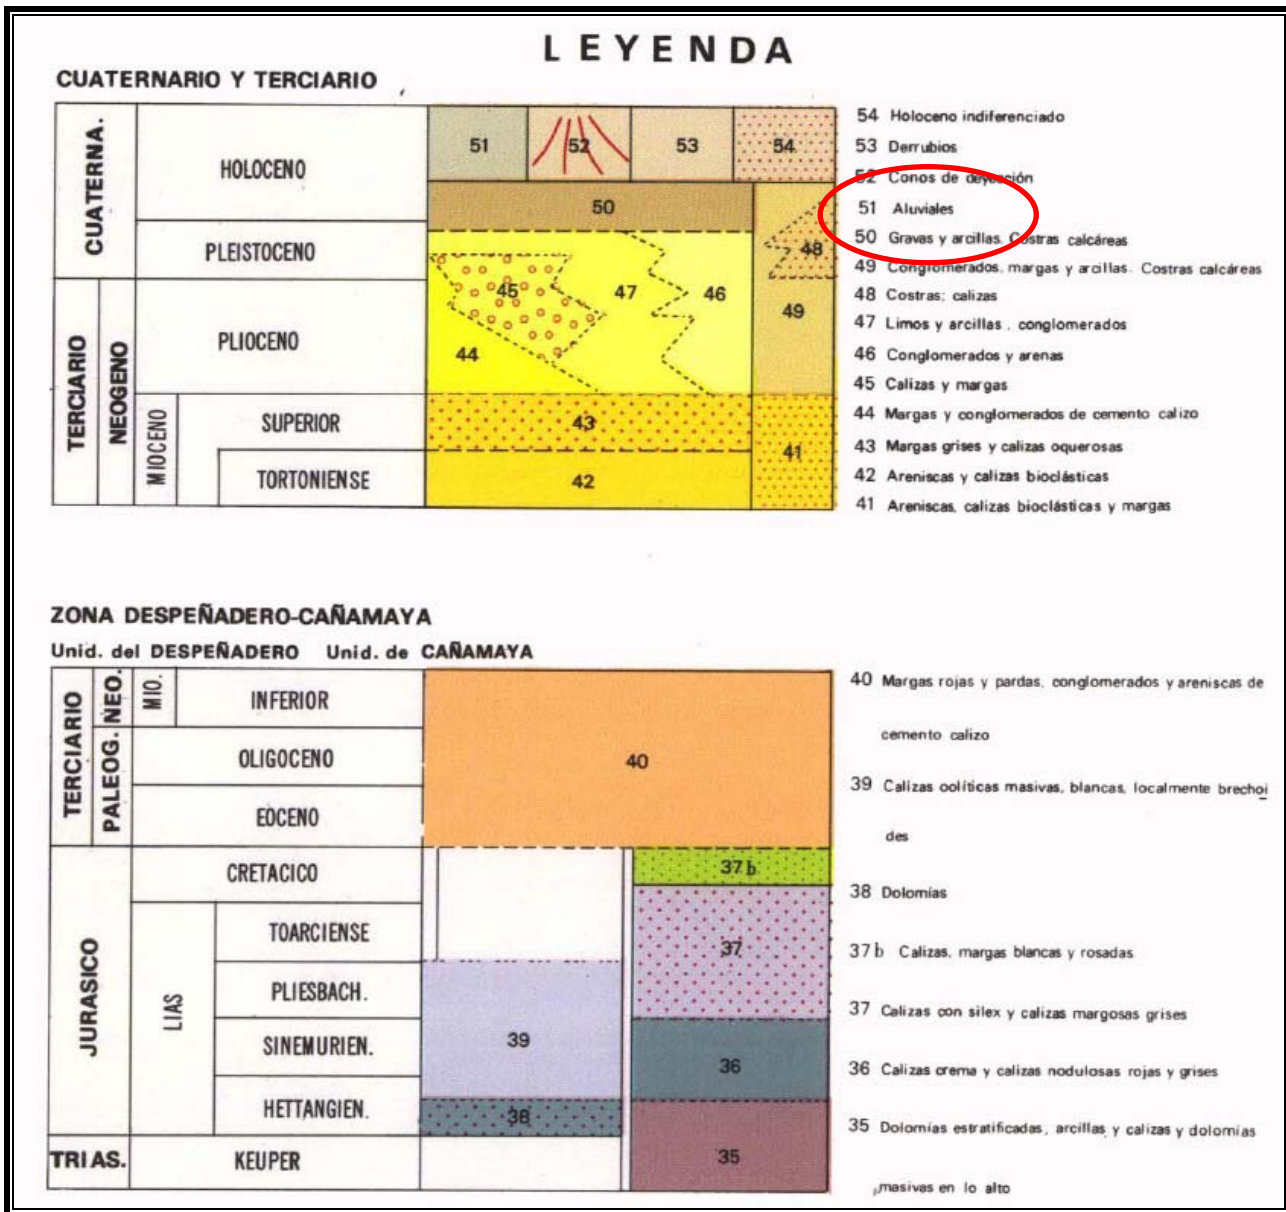 LEYENDA
CUATERNARIO Y TERCIARIO
CUATERNA.
HOLOCENO
PLEISTOCENO
TERCIARIO
NEOGENO
PLIOCENO
MIOCENO
SUPERIOR
TORTONIENSE
51
52
53
54
50
48
45
47
46
49
44
43
41
42
54 Holoceno indiferenciado
53 Derrubios
52 Conos de deyección
51 Aluviales
50 Gravas y arcillas. Costras calcáreas
49 Conglomerados, margas y arcillas. Costras calcáreas
48 Costras; calizas
47 Limos y arcillas, conglomerados
46 Conglomerados y arenas
45 Calizas y margas
44 Margas y conglomerados de cemento calizo
43 Margas grises y calizas oquerosas
42 Areniscas y calizas bioclásticas
41 Areniscas, calizas bioclásticas y margas
ZONA DESPEÑADERO-CAÑAMAYA
Unid. del DESPEÑADERO Unid. de CAÑAMAYA
TERCIARIO
PALEOG. NEO.
MIO.
INFERIOR
OLIGOCENO
EOCENO
JURASICO
CRETACICO
LIAS
TOARCIENSE
PLIESBACH.
SINEMURIEN.
HETTANGIEN.
TRIAS.
KEUPER
40
37b
37
39
36
38
35
40 Margas rojas y pardas, conglomerados y areniscas de
cemento calizo
39 Calizas oolíticas masivas, blancas, localmente brechoi
des
38 Dolomías
37b Calizas, margas blancas y rosadas
37 Calizas con silex y calizas margosas grises
36 Calizas crema y calizas nodulosas rojas y grises
35 Dolomías estratificadas, arcillas y calizas y dolomías
masivas en lo alto